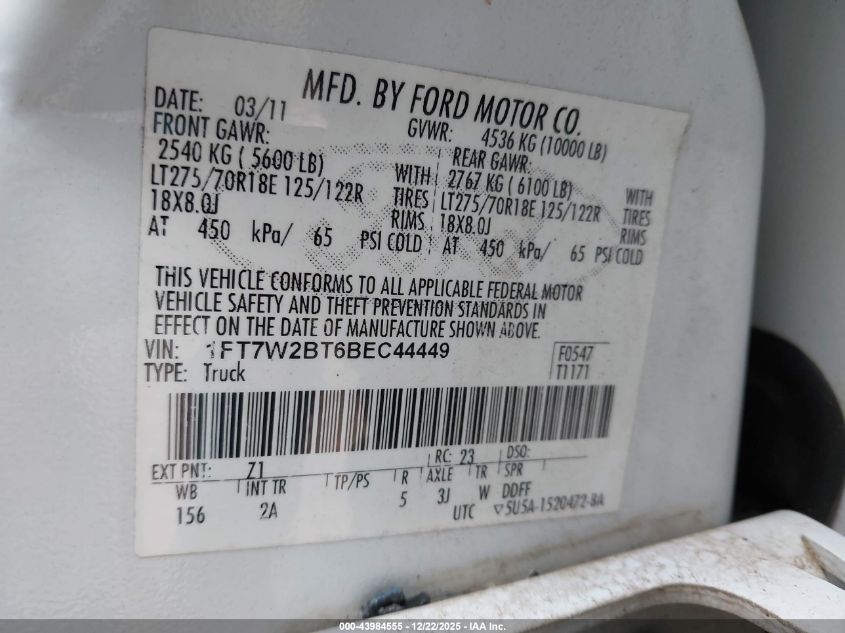 MFD. BY FORD MOTOR CO.
DATE: 03/11 GVWR: 4536 KG (10000 LB)
FRONT GAWR: REAR GAWR:
2540 KG ( 5600 LB) WITH 2767 KG ( 6100 LB) WITH
LT275/70R18E 125/122R TIRES LT275/70R18E 125/122R TIRES
18X8.0J RIMS 18X8.0J RIMS
AT 450 kPa/ 65 PSI COLD AT 450 kPa/ 65 PSI COLD
THIS VEHICLE CONFORMS TO ALL APPLICABLE FEDERAL MOTOR
VEHICLE SAFETY AND THEFT PREVENTION STANDARDS IN
EFFECT ON THE DATE OF MANUFACTURE SHOWN ABOVE.
VIN: 1FT7W2BT6BEC44449 F0547
TYPE: Truck T1171
EXT PNT: Z1 RC: 23 DSO:
WB INT TR TP/PS R AXLE TR SPR
156 2A 5 3J W DDFF
UTC ▽5U5A-1520472-BA
000-43984555 - 12/22/2025 - IAA Inc.